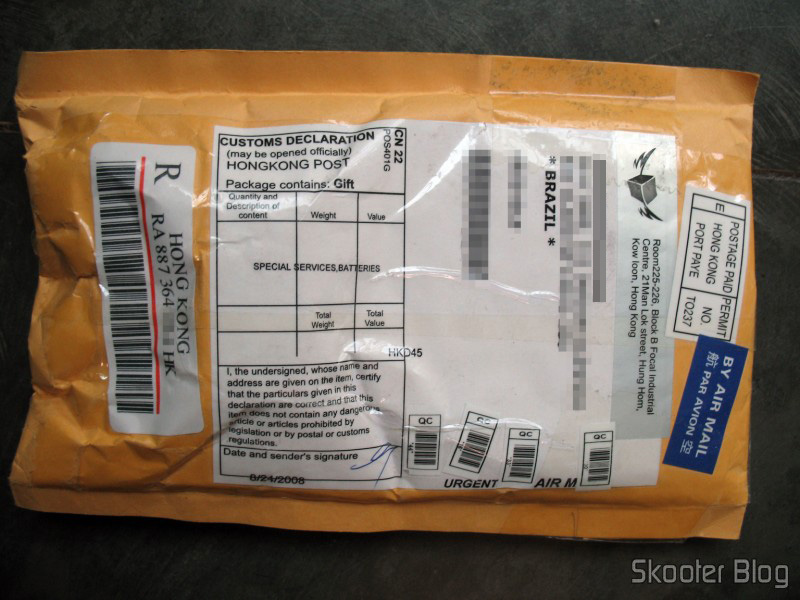 R
HONG KONG
RA 887 364 HK
CUSTOMS DECLARATION
(may be opened officially)
HONGKONG POST
CN 22
POS401G
Package contains: Gift
Quantity and
Description of
content
Weight
Value
SPECIAL SERVICES,BATTERIES
Total
Weight
Total
Value
HKD45
I, the undersigned, whose name and
address are given on the item, certify
that the particulars given in this
declaration are correct and that this
item does not contain any dangerous
article or articles prohibited by
legislation or by postal or customs
regulations.
Date and sender's signature
8/24/2008
* BRAZIL *
Room225-226, Block B Focal Industrial
Centre, 21Man Lok street, Hung Hom,
Kow loon, Hong Kong
QC
QC
QC
QC
URGENT
AIR M
E
POSTAGE PAID
HONG KONG
PORT PAYE
PERMIT
NO.
TO237
BY AIR MAIL
航 PAR AVION 空
Skooter Blog